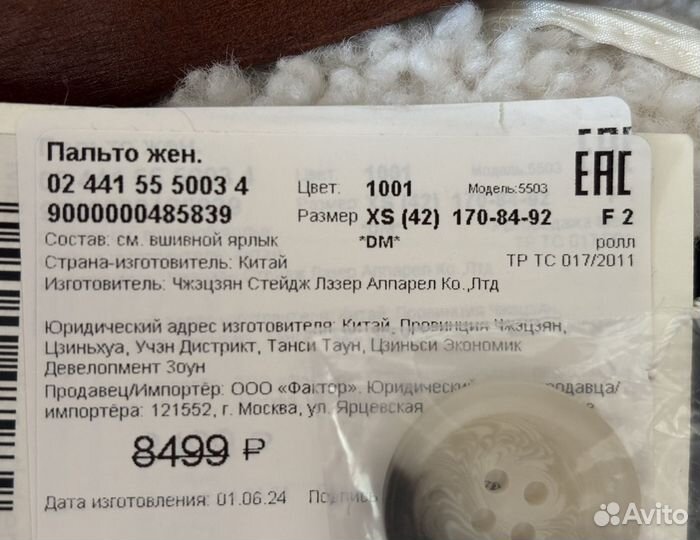 Пальто жен.
02 441 55 5003 4 Цвет: 1001 Модель:5503 EAC
9000000485839 Размер XS (42) 170-84-92 F 2
Состав: см. вшивной ярлык *DM* ролл
Страна-изготовитель: Китай ТР ТС 017/2011
Изготовитель: Чжэцзян Стейдж Лэзер Аппарел Ко.,Лтд
Юридический адрес изготовителя: Китай, Провинция Чжэцзян,
Цзиньхуа, Учэн Дистрикт, Танси Таун, Цзиньси Экономик
Девелопмент Зоун
Продавец/Импортёр: ООО «Фактор». Юридический продавца/
импортёра: 121552, г. Москва, ул. Ярцевская
8499 ₽
Дата изготовления: 01.06.24 Подпись
Avito